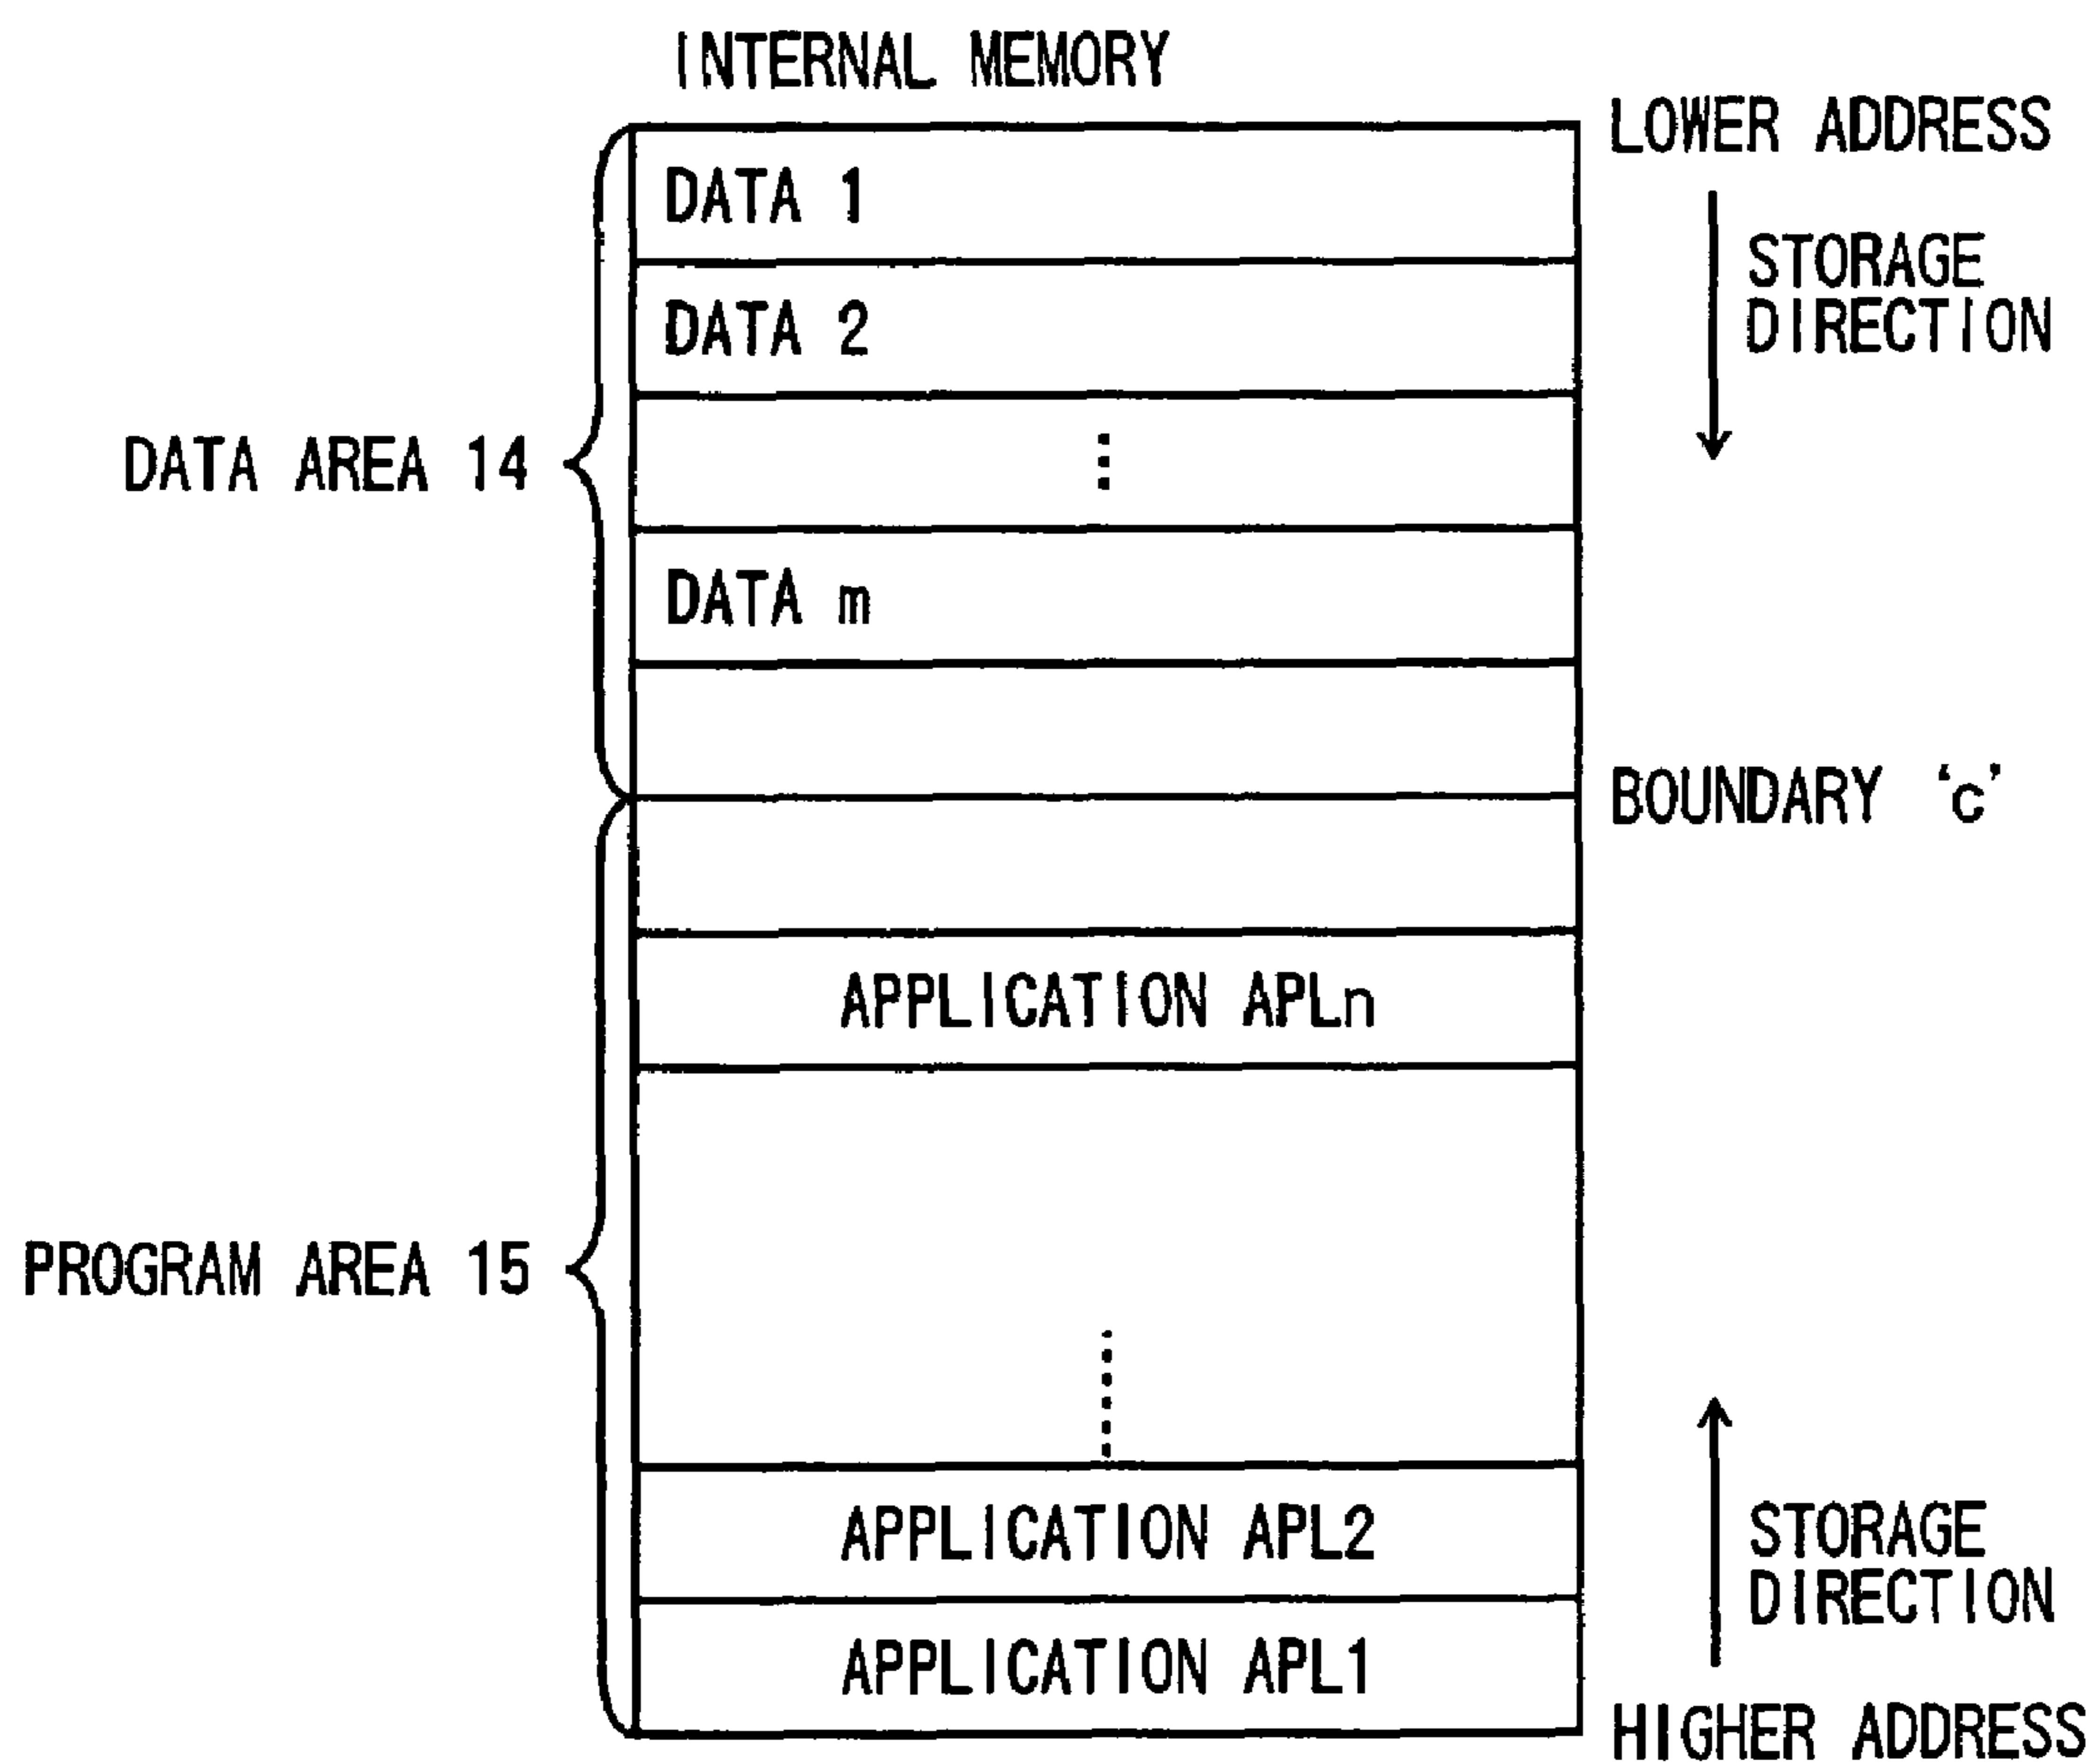 INTERNAL MEMORY
LOWER ADDRESS
DATA 1
STORAGE
DIRECTION
DATA 2
DATA AREA 14
DATA m
BOUNDARY 'c'
APPLICATION APLn
PROGRAM AREA 15
APPLICATION APL2
STORAGE
DIRECTION
APPLICATION APL1
HIGHER ADDRESS